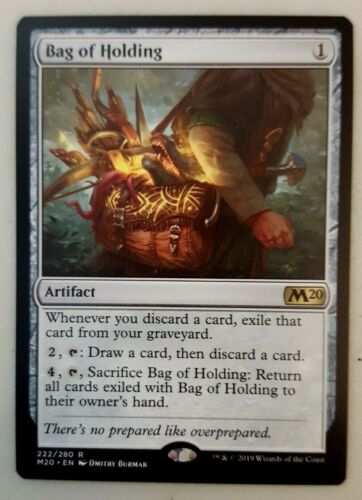 Bag of Holding 1
Artifact M20
Whenever you discard a card, exile that
card from your graveyard.
2, : Draw a card, then discard a card.
4, , Sacrifice Bag of Holding: Return
all cards exiled with Bag of Holding to
their owner's hand.
There's no prepared like overprepared.
222/280 R
M20 • EN Dmitry Burmak
™ & © 2019 Wizards of the Coast